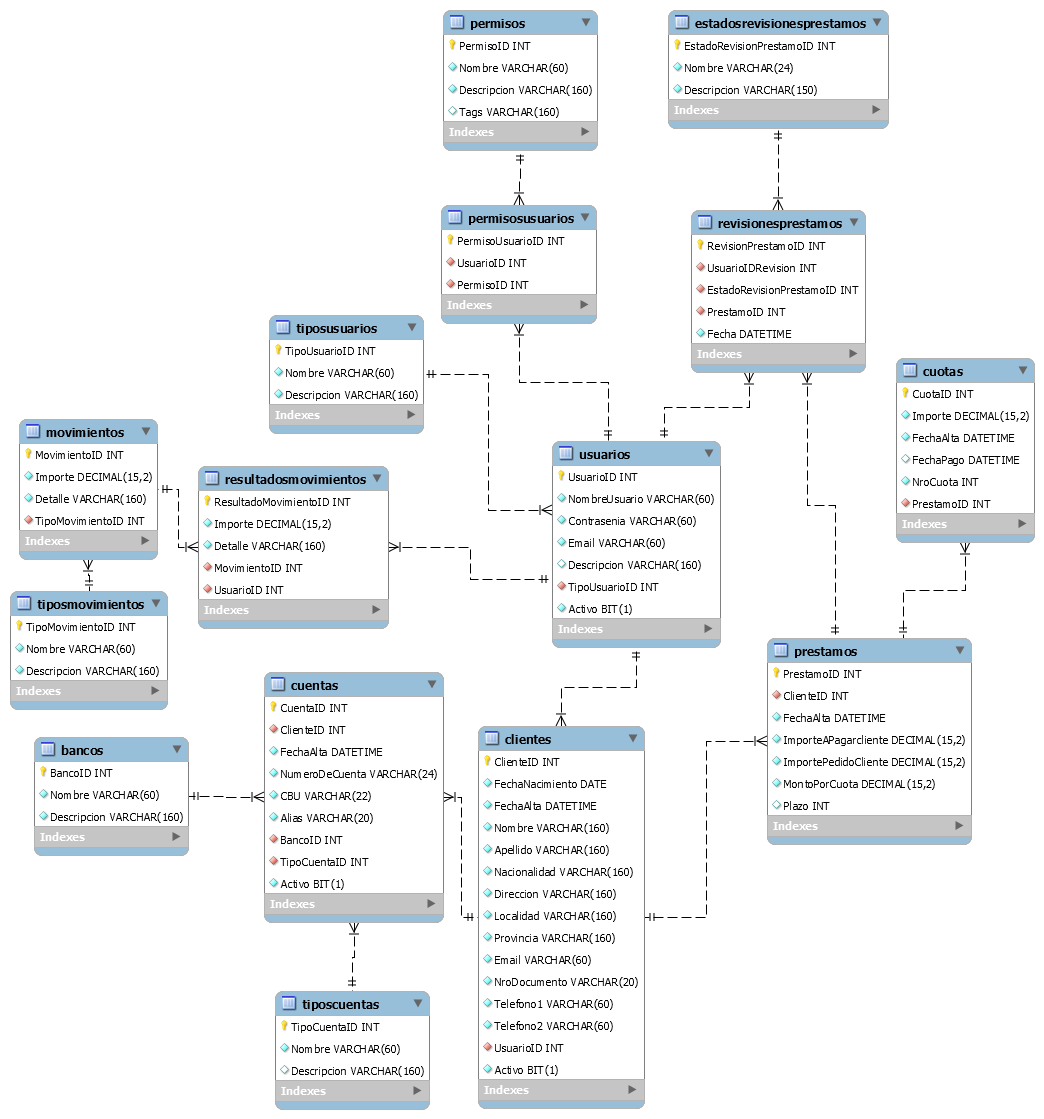 permisos
PermisoID INT
Nombre VARCHAR(60)
Descripcion VARCHAR(160)
Tags VARCHAR(160)
Indexes
estadosrevisionesprestamos
EstadoRevisionPrestamoID INT
Nombre VARCHAR(24)
Descripcion VARCHAR(150)
Indexes
permisosusuarios
PermisoUsuarioID INT
UsuarioID INT
PermisoID INT
Indexes
revisionesprestamos
RevisionPrestamoID INT
UsuarioIDRevision INT
EstadoRevisionPrestamoID INT
PrestamoID INT
Fecha DATETIME
Indexes
tiposusuarios
TipoUsuarioID INT
Nombre VARCHAR(60)
Descripcion VARCHAR(160)
Indexes
cuotas
CuotaID INT
Importe DECIMAL(15,2)
FechaAlta DATETIME
FechaPago DATETIME
NroCuota INT
PrestamoID INT
Indexes
movimientos
MovimientoID INT
Importe DECIMAL(15,2)
Detalle VARCHAR(160)
TipoMovimientoID INT
Indexes
resultadosmovimientos
ResultadoMovimientoID INT
Importe DECIMAL(15,2)
Detalle VARCHAR(160)
MovimientoID INT
UsuarioID INT
Indexes
usuarios
UsuarioID INT
NombreUsuario VARCHAR(60)
Contrasenia VARCHAR(60)
Email VARCHAR(60)
Descripcion VARCHAR(160)
TipoUsuarioID INT
Activo BIT(1)
Indexes
tiposmovimientos
TipoMovimientoID INT
Nombre VARCHAR(60)
Descripcion VARCHAR(160)
Indexes
prestamos
PrestamoID INT
ClienteID INT
FechaAlta DATETIME
ImporteAPagarcliente DECIMAL(15,2)
ImportePedidoCliente DECIMAL(15,2)
MontoPorCuota DECIMAL(15,2)
Plazo INT
Indexes
cuentas
CuentaID INT
ClienteID INT
FechaAlta DATETIME
NumeroDeCuenta VARCHAR(24)
CBU VARCHAR(22)
Alias VARCHAR(20)
BancoID INT
TipoCuentaID INT
Activo BIT(1)
Indexes
bancos
BancoID INT
Nombre VARCHAR(60)
Descripcion VARCHAR(160)
Indexes
clientes
ClienteID INT
FechaNacimiento DATE
FechaAlta DATETIME
Nombre VARCHAR(160)
Apellido VARCHAR(160)
Nacionalidad VARCHAR(160)
Direccion VARCHAR(160)
Localidad VARCHAR(160)
Provincia VARCHAR(160)
Email VARCHAR(60)
NroDocumento VARCHAR(20)
Telefono1 VARCHAR(60)
Telefono2 VARCHAR(60)
UsuarioID INT
Activo BIT(1)
Indexes
tiposcuentas
TipoCuentaID INT
Nombre VARCHAR(60)
Descripcion VARCHAR(160)
Indexes